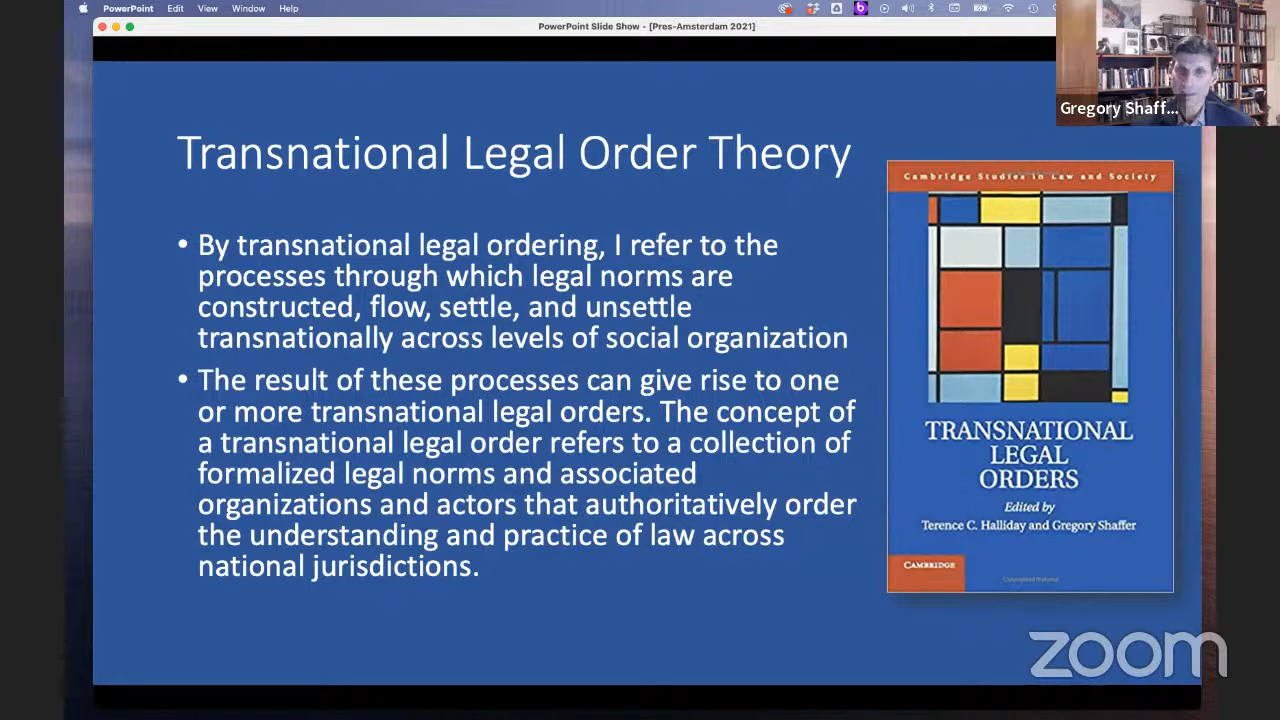 PowerPoint Edit View Window Help
PowerPoint Slide Show - [Pres-Amsterdam 2021]
Gregory Shaff...
Transnational Legal Order Theory
• By transnational legal ordering, I refer to the
processes through which legal norms are
constructed, flow, settle, and unsettle
transnationally across levels of social organization
• The result of these processes can give rise to one
or more transnational legal orders. The concept of
a transnational legal order refers to a collection of
formalized legal norms and associated
organizations and actors that authoritatively order
the understanding and practice of law across
national jurisdictions.
Cambridge Studies in Law and Society
TRANSNATIONAL
LEGAL
ORDERS
Edited by
Terence C. Halliday and Gregory Shaffer
CAMBRIDGE
Copyrighted Material
zoom